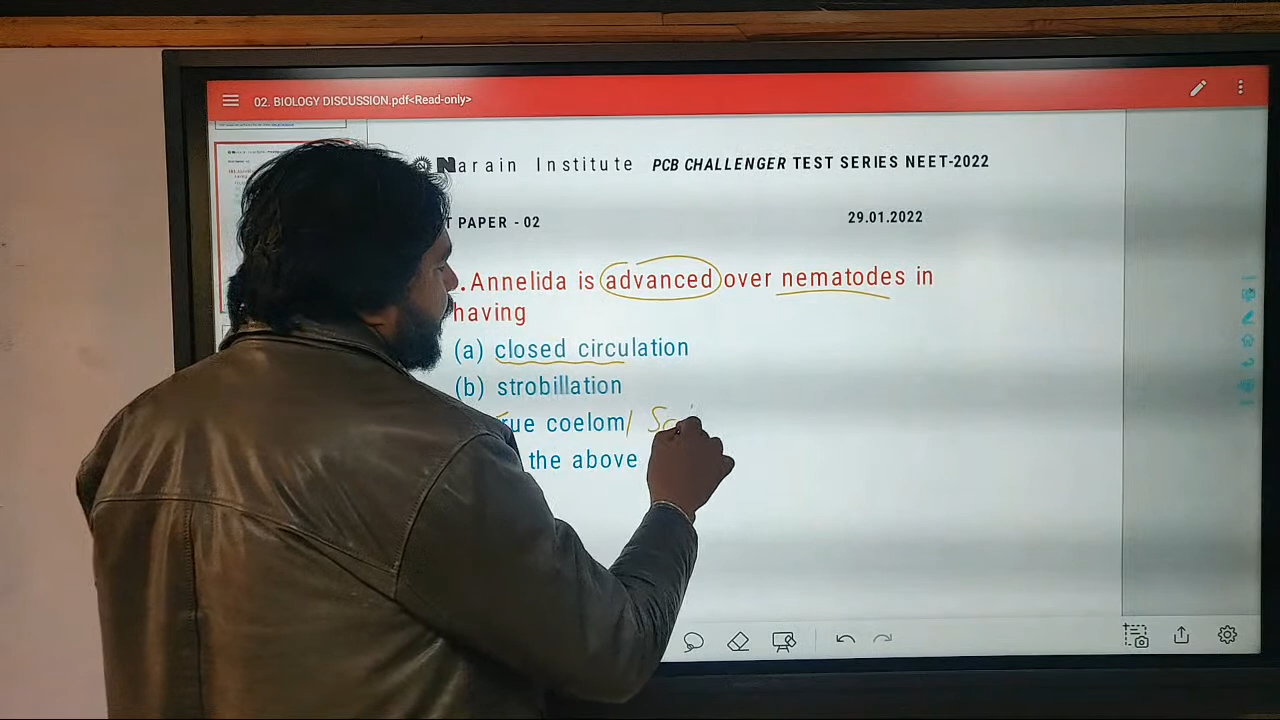 02. BIOLOGY DISCUSSION.pdf<Read-only>
Narain Institute PCB CHALLENGER TEST SERIES NEET-2022
PAPER - 02
29.01.2022
Annelida is advanced over nematodes in
having
(a) closed circulation
(b) strobillation
true coelom/
the above